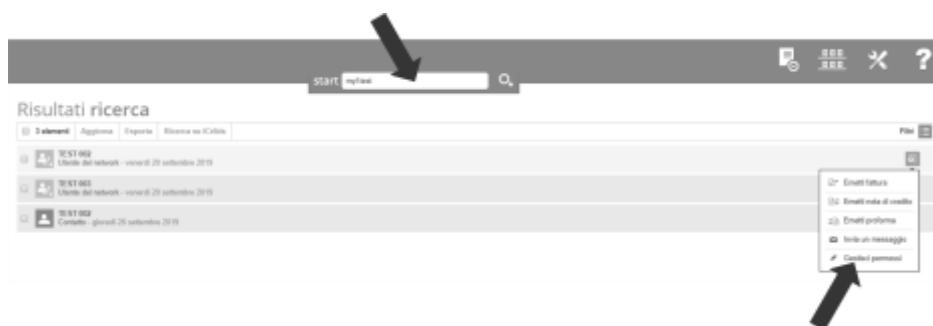 ?
start
Risultati ricerca
3 elementi Aggiorna Esporta Ricerca su
Filtri
TEST 002
Utente del network - venerdì 20 settembre 2019
TEST 003
Utente del network - venerdì 20 settembre 2019
TEST 002
Contatto - giovedì 26 settembre 2019
Emetti fattura
Emetti nota di credito
Emetti proforma
Invia un messaggio
Gestisci permessi